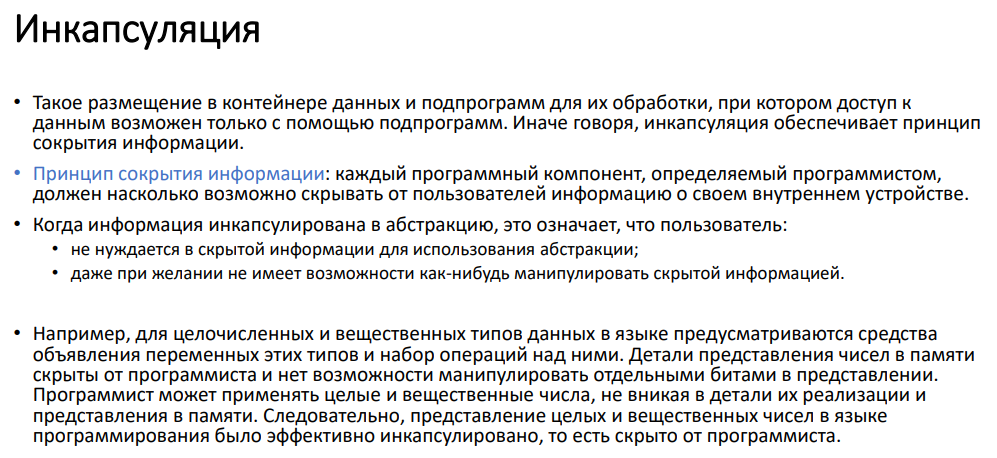 Инкапсуляция
• Такое размещение в контейнере данных и подпрограмм для их обработки, при котором доступ к
данным возможен только с помощью подпрограмм. Иначе говоря, инкапсуляция обеспечивает принцип
сокрытия информации.
• Принцип сокрытия информации: каждый программный компонент, определяемый программистом,
должен насколько возможно скрывать от пользователей информацию о своем внутреннем устройстве.
• Когда информация инкапсулирована в абстракцию, это означает, что пользователь:
• не нуждается в скрытой информации для использования абстракции;
• даже при желании не имеет возможности как-нибудь манипулировать скрытой информацией.
• Например, для целочисленных и вещественных типов данных в языке предусматриваются средства
объявления переменных этих типов и набор операций над ними. Детали представления чисел в памяти
скрыты от программиста и нет возможности манипулировать отдельными битами в представлении.
Программист может применять целые и вещественные числа, не вникая в детали их реализации и
представления в памяти. Следовательно, представление целых и вещественных чисел в языке
программирования было эффективно инкапсулировано, то есть скрыто от программиста.